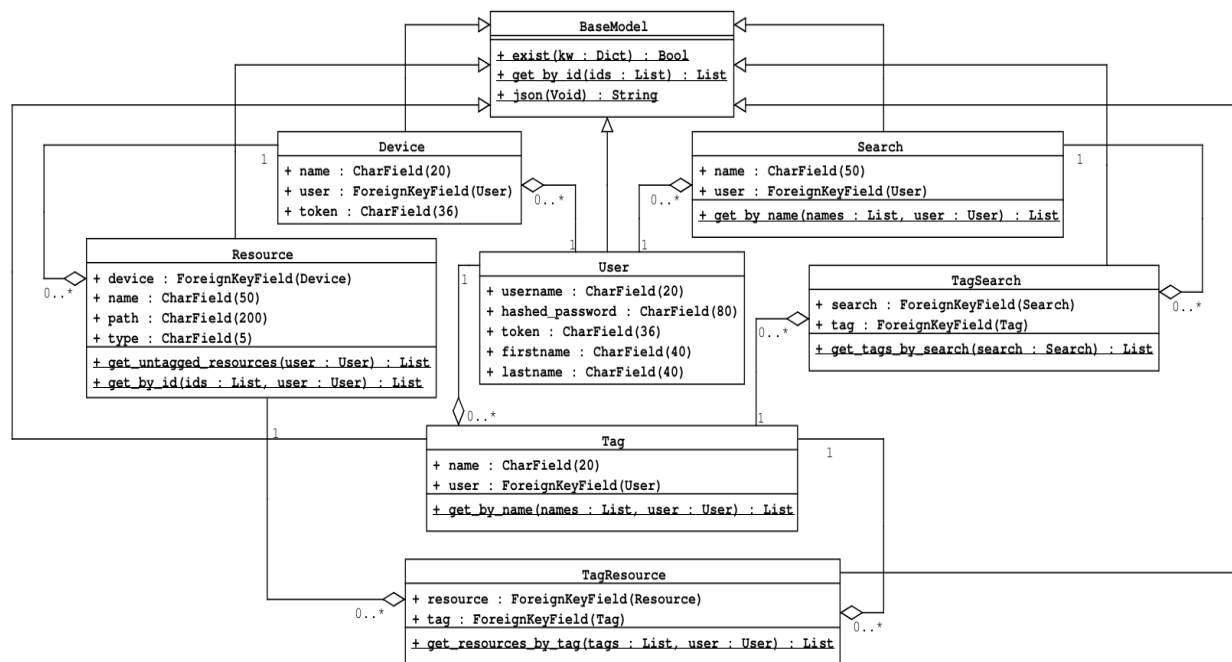 BaseModel
+ exist(kw : Dict) : Bool
+ get_by_id(ids : List) : List
+ json(Void) : String
Device
+ name : CharField(20)
+ user : ForeignKeyField(User)
+ token : CharField(36)
1
0..*
Search
+ name : CharField(50)
+ user : ForeignKeyField(User)
+ get_by_name(names : List, user : User) : List
0..*
1
Resource
+ device : ForeignKeyField(Device)
+ name : CharField(50)
+ path : CharField(200)
+ type : CharField(5)
+ get_untagged_resources(user : User) : List
+ get_by_id(ids : List, user : User) : List
0..*
1
1
1
User
+ username : CharField(20)
+ hashed_password : CharField(80)
+ token : CharField(36)
+ firstname : CharField(40)
+ lastname : CharField(40)
1
0..*
TagSearch
+ search : ForeignKeyField(Search)
+ tag : ForeignKeyField(Tag)
+ get_tags_by_search(search : Search) : List
0..*
0..*
1
Tag
+ name : CharField(20)
+ user : ForeignKeyField(User)
+ get_by_name(names : List, user : User) : List
1
TagResource
+ resource : ForeignKeyField(Resource)
+ tag : ForeignKeyField(Tag)
+ get_resources_by_tag(tags : List, user : User) : List
0..*
0..*